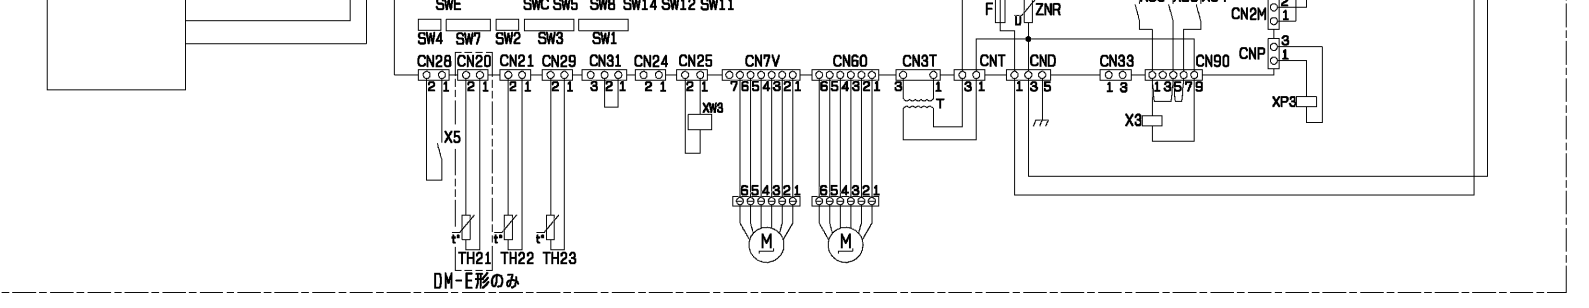 SWE SWC SW5 SW8 SW14 SW12 SW11
F ZNR
CN2M 2
1
SW4 SW7 SW2 SW3 SW1
CNP 3
1
CN28 CN20 CN21 CN29 CN31 CN24 CN25 CN7V CN60 CN3T CNT CND CN33 CN90
2 1 2 1 2 1 2 1 3 2 1 2 1 2 1 7 6 5 4 3 2 1 6 5 4 3 2 1 3 1 3 1 1 3 5 1 3 1 3 5 7 9
XW3 T XP3
X3
X5
6 5 4 3 2 1 6 5 4 3 2 1
t° t° t° M M
TH21 TH22 TH23
DM-E形のみ